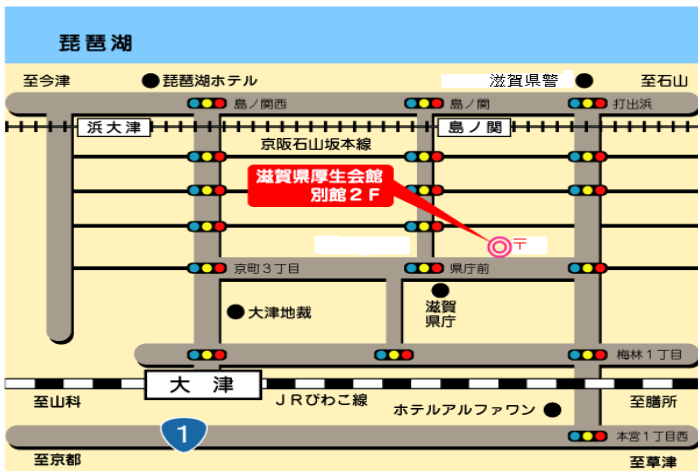 琵琶湖
至今津
琵琶湖ホテル
滋賀県警
至石山
島ノ関西
島ノ関
打出浜
浜大津
島ノ関
京阪石山坂本線
滋賀県厚生会館
別館2F
〒
京町3丁目
県庁前
大津地裁
滋賀
県庁
梅林1丁目
大津
至山科
JRびわこ線
ホテルアルファワン
至膳所
1
本宮1丁目西
至京都
至草津